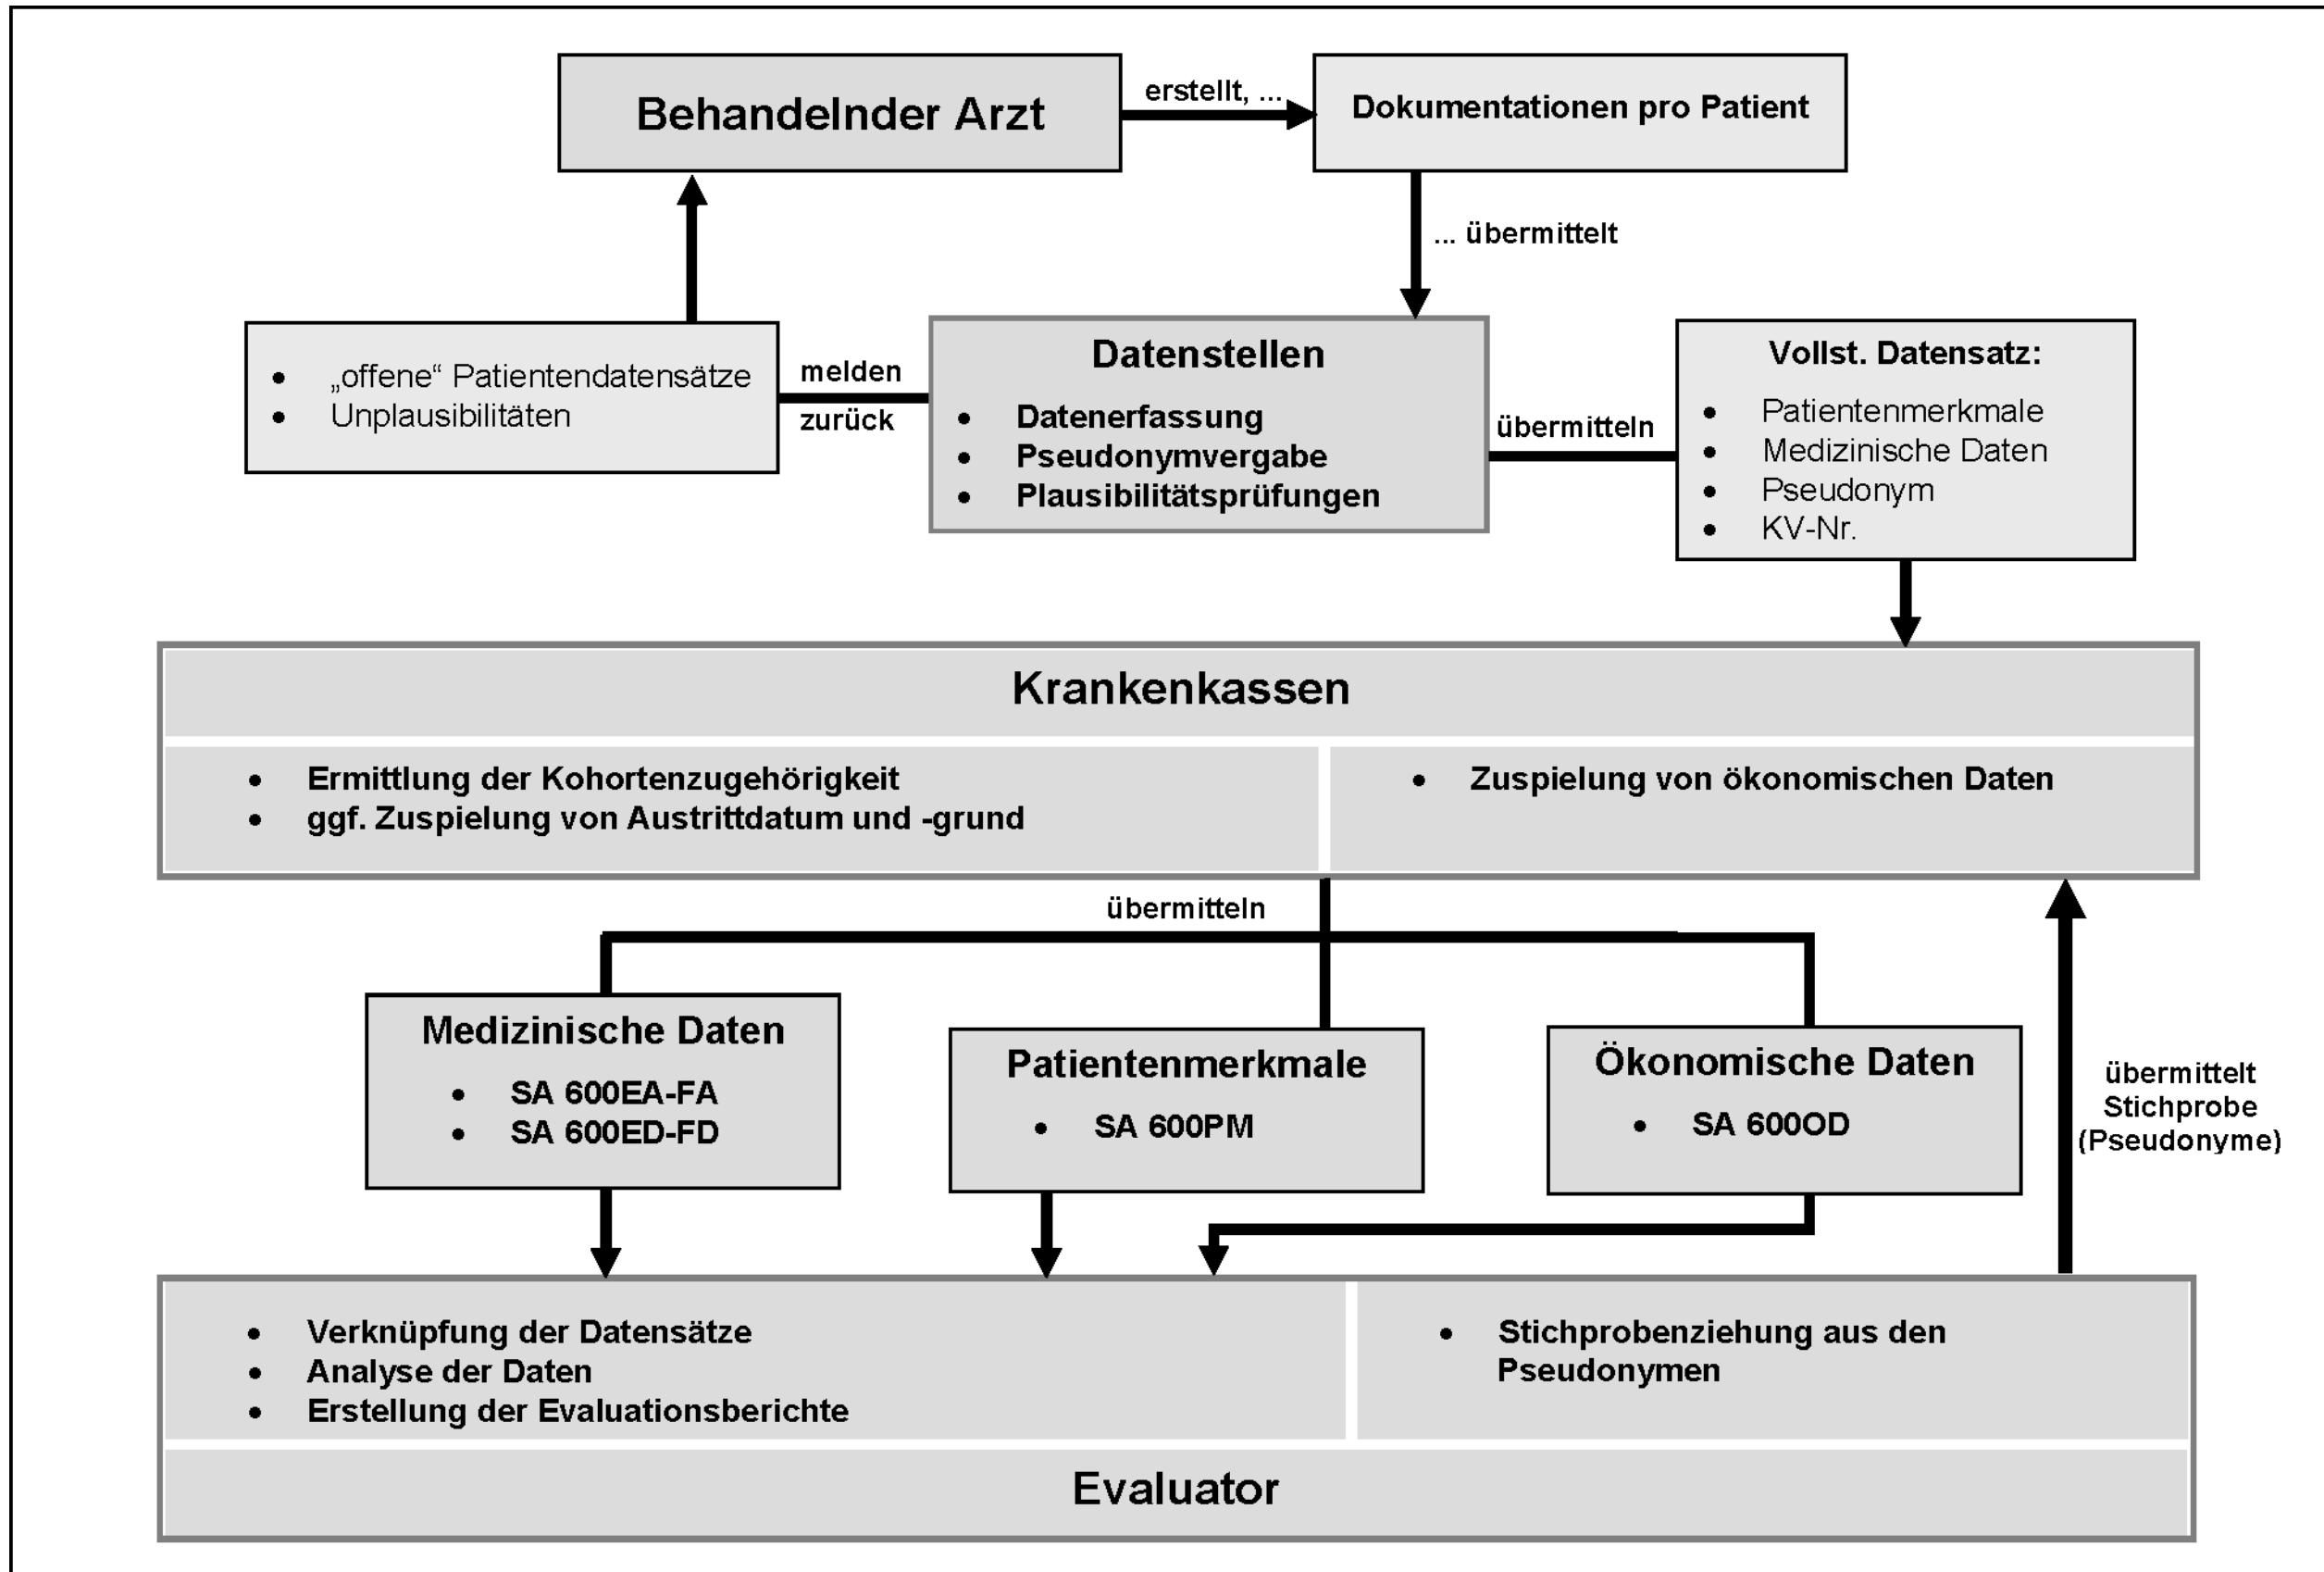 Behandelnder Arzt
erstellt, ...
Dokumentationen pro Patient
... übermittelt
• „offene“ Patientendatensätze
• Unplausibilitäten
melden
zurück
Datenstellen
• Datenerfassung
• Pseudonymvergabe
• Plausibilitätsprüfungen
übermitteln
Vollst. Datensatz:
• Patientenmerkmale
• Medizinische Daten
• Pseudonym
• KV-Nr.
Krankenkassen
• Ermittlung der Kohortenzugehörigkeit
• ggf. Zuspielung von Austrittdatum und -grund
• Zuspielung von ökonomischen Daten
übermitteln
Medizinische Daten
• SA 600EA-FA
• SA 600ED-FD
Patientenmerkmale
• SA 600PM
Ökonomische Daten
• SA 600OD
übermittelt
Stichprobe
(Pseudonyme)
• Verknüpfung der Datensätze
• Analyse der Daten
• Erstellung der Evaluationsberichte
• Stichprobenziehung aus den
Pseudonymen
Evaluator